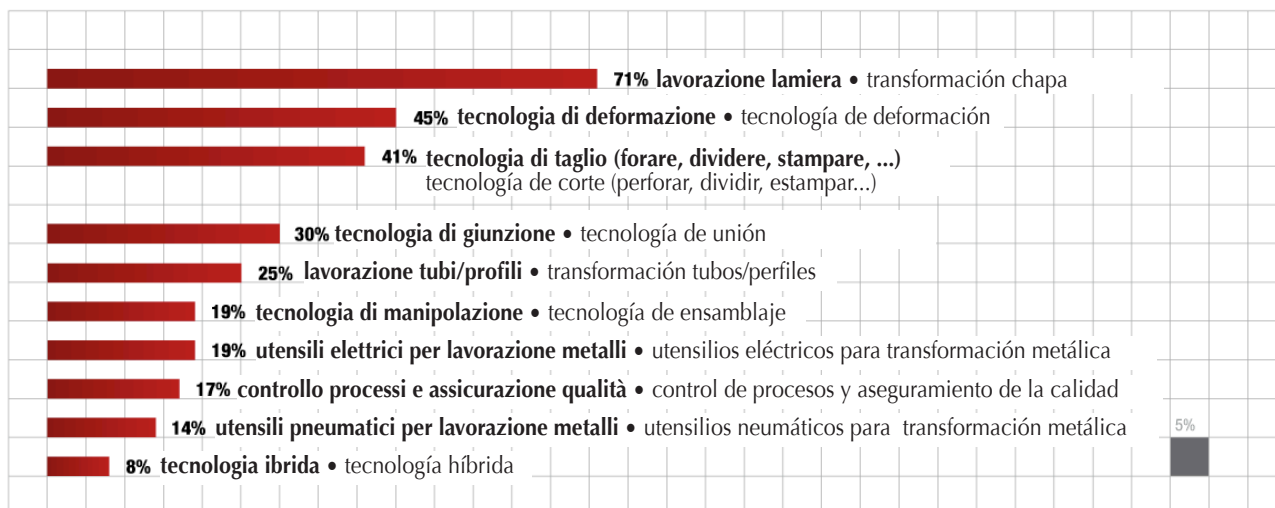 71% lavorazione lamiera • transformación chapa
45% tecnologia di deformazione • tecnología de deformación
41% tecnologia di taglio (forare, dividere, stampare, ...)
tecnología de corte (perforar, dividir, estampar...)
30% tecnologia di giunzione • tecnología de unión
25% lavorazione tubi/profili • transformación tubos/perfiles
19% tecnologia di manipolazione • tecnología de ensamblaje
19% utensili elettrici per lavorazione metalli • utensilios eléctricos para transformación metálica
17% controllo processi e assicurazione qualità • control de procesos y aseguramiento de la calidad
14% utensili pneumatici per lavorazione metalli • utensilios neumáticos para transformación metálica
5%
8% tecnologia ibrida • tecnología híbrida